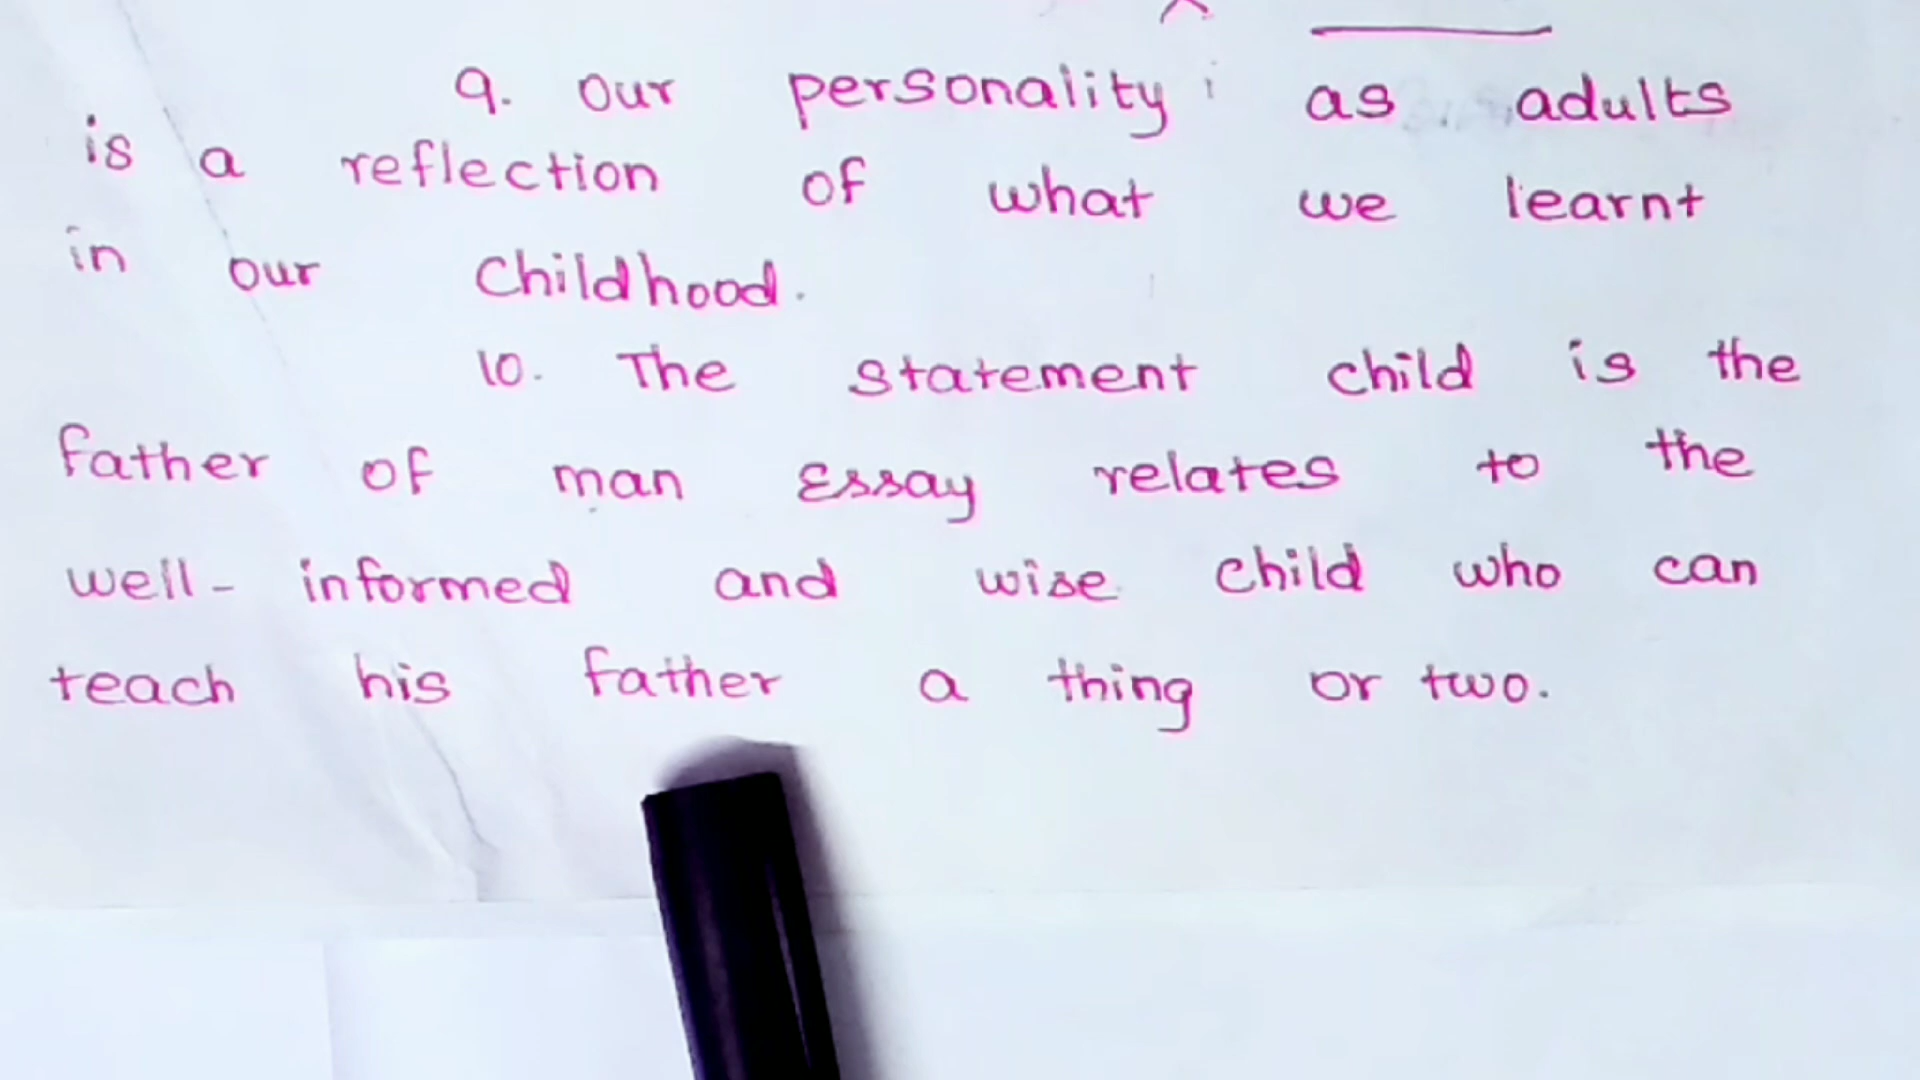 9. Our personality as adults
is a reflection of what we learnt
in our Childhood.
10. The statement child is the
father of man Essay relates to the
well- informed and wise child who can
teach his father a thing or two.